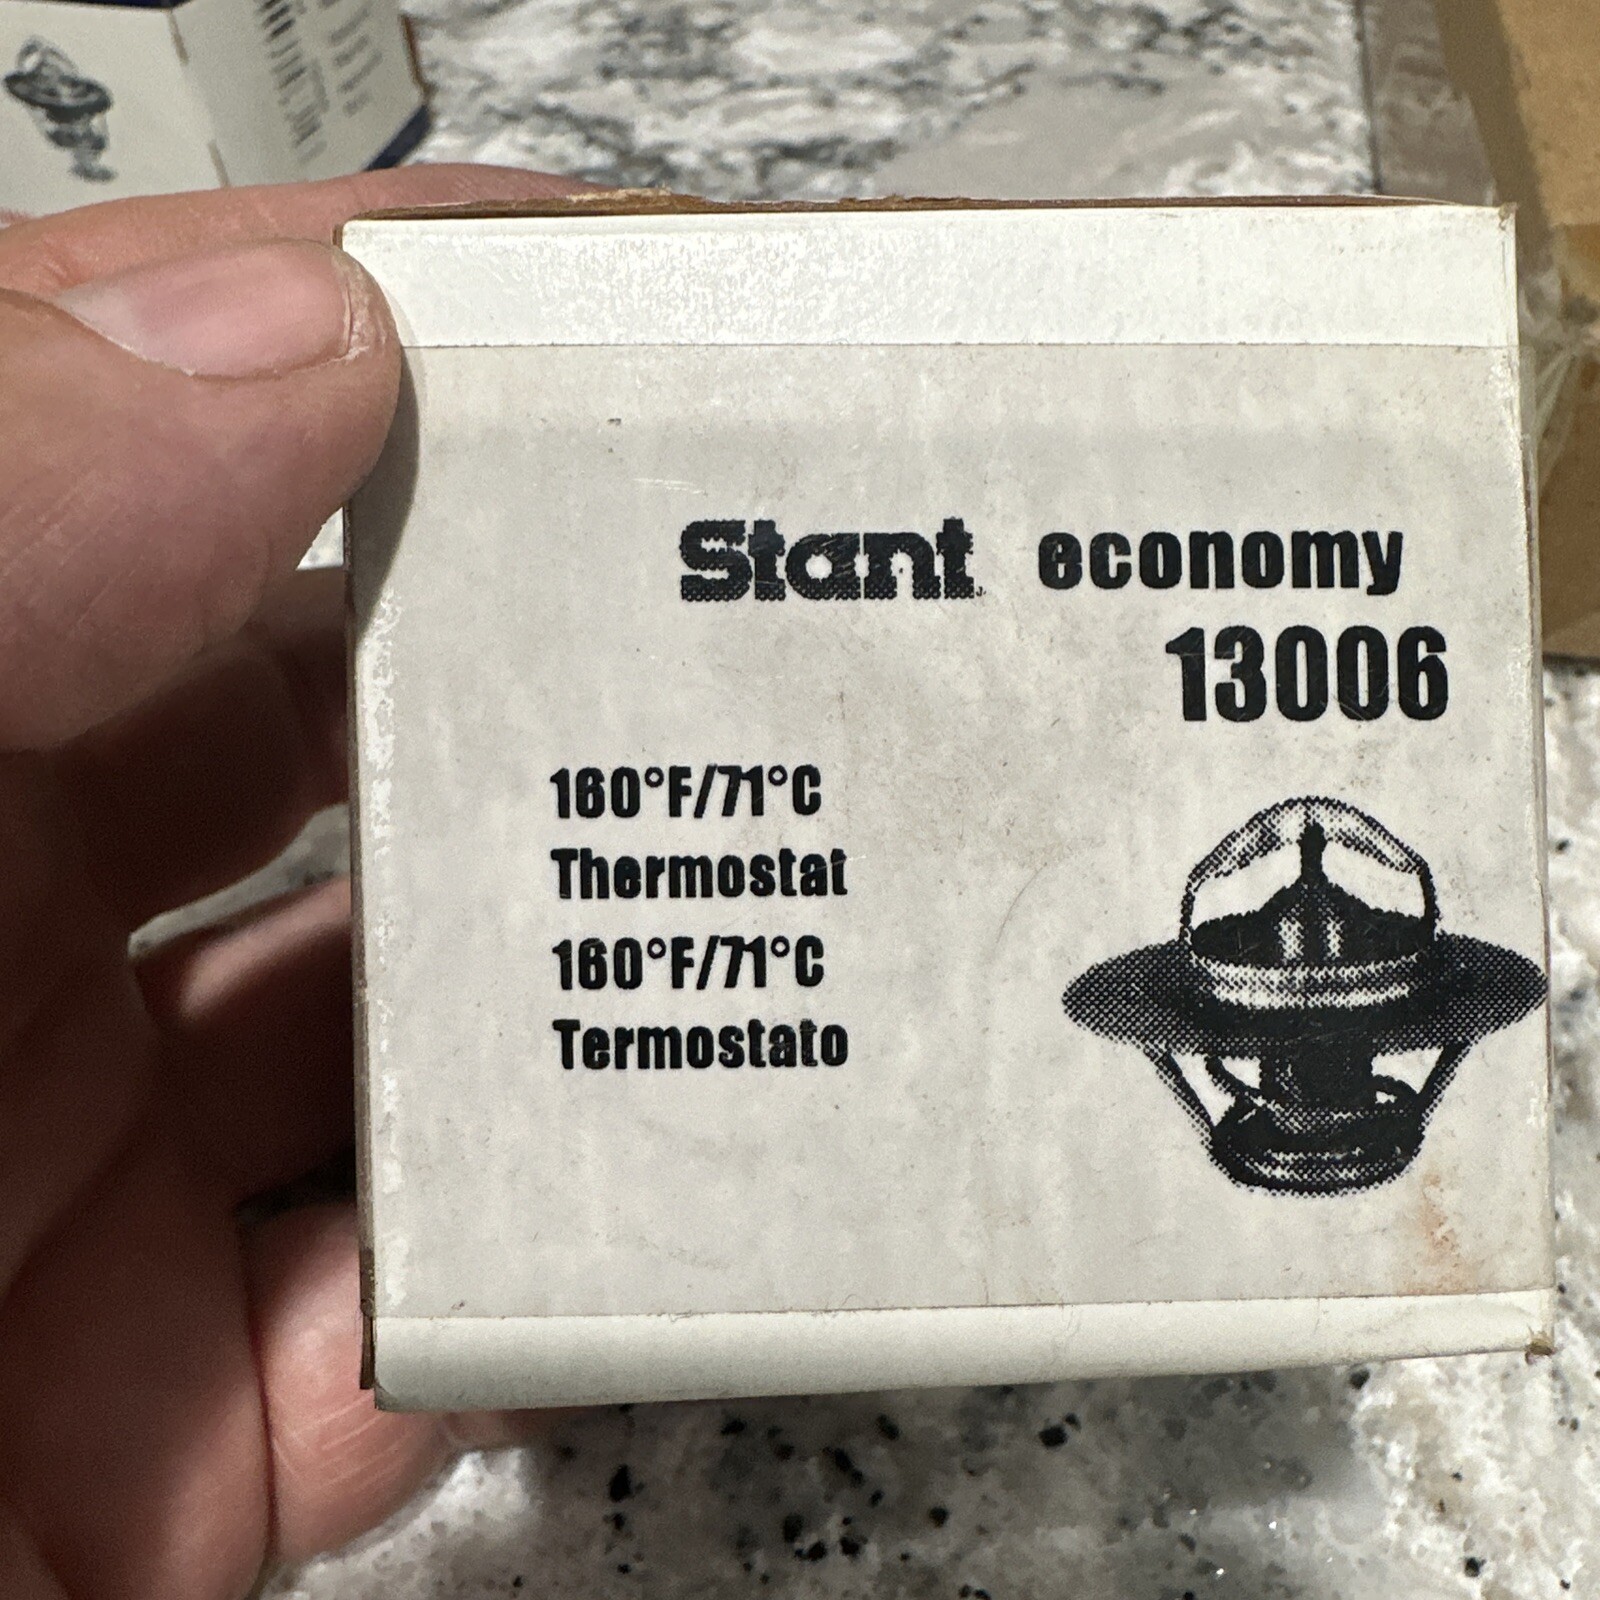 Stant economy
13006
160°F/71°C
Thermostat
160°F/71°C
Termostato